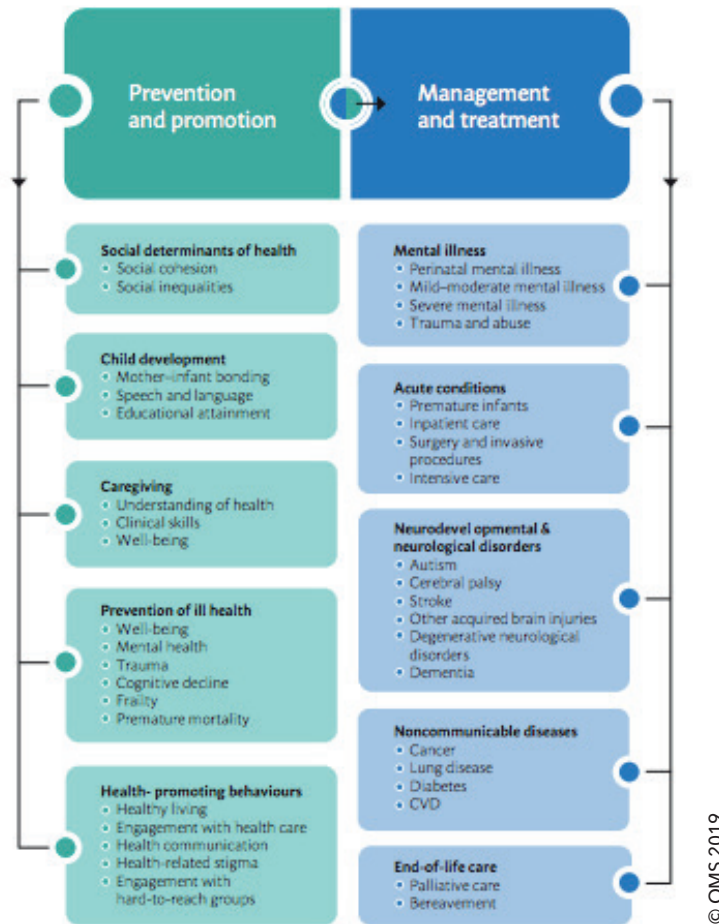 Prevention
and promotion
Management
and treatment
Social determinants of health
Social cohesion
Social inequalities
Child development
Mother–infant bonding
Speech and language
Educational attainment
Caregiving
Understanding of health
Clinical skills
Well-being
Prevention of ill health
Well-being
Mental health
Trauma
Cognitive decline
Frailty
Premature mortality
Health- promoting behaviours
Healthy living
Engagement with health care
Health communication
Health-related stigma
Engagement with
hard-to-reach groups
Mental illness
Perinatal mental illness
Mild–moderate mental illness
Severe mental illness
Trauma and abuse
Acute conditions
Premature infants
Inpatient care
Surgery and invasive
procedures
Intensive care
Neurodevel opmental &
neurological disorders
Autism
Cerebral palsy
Stroke
Other acquired brain injuries
Degenerative neurological
disorders
Dementia
Noncommunicable diseases
Cancer
Lung disease
Diabetes
CVD
End-of-life care
Palliative care
Bereavement
© OMS 2019